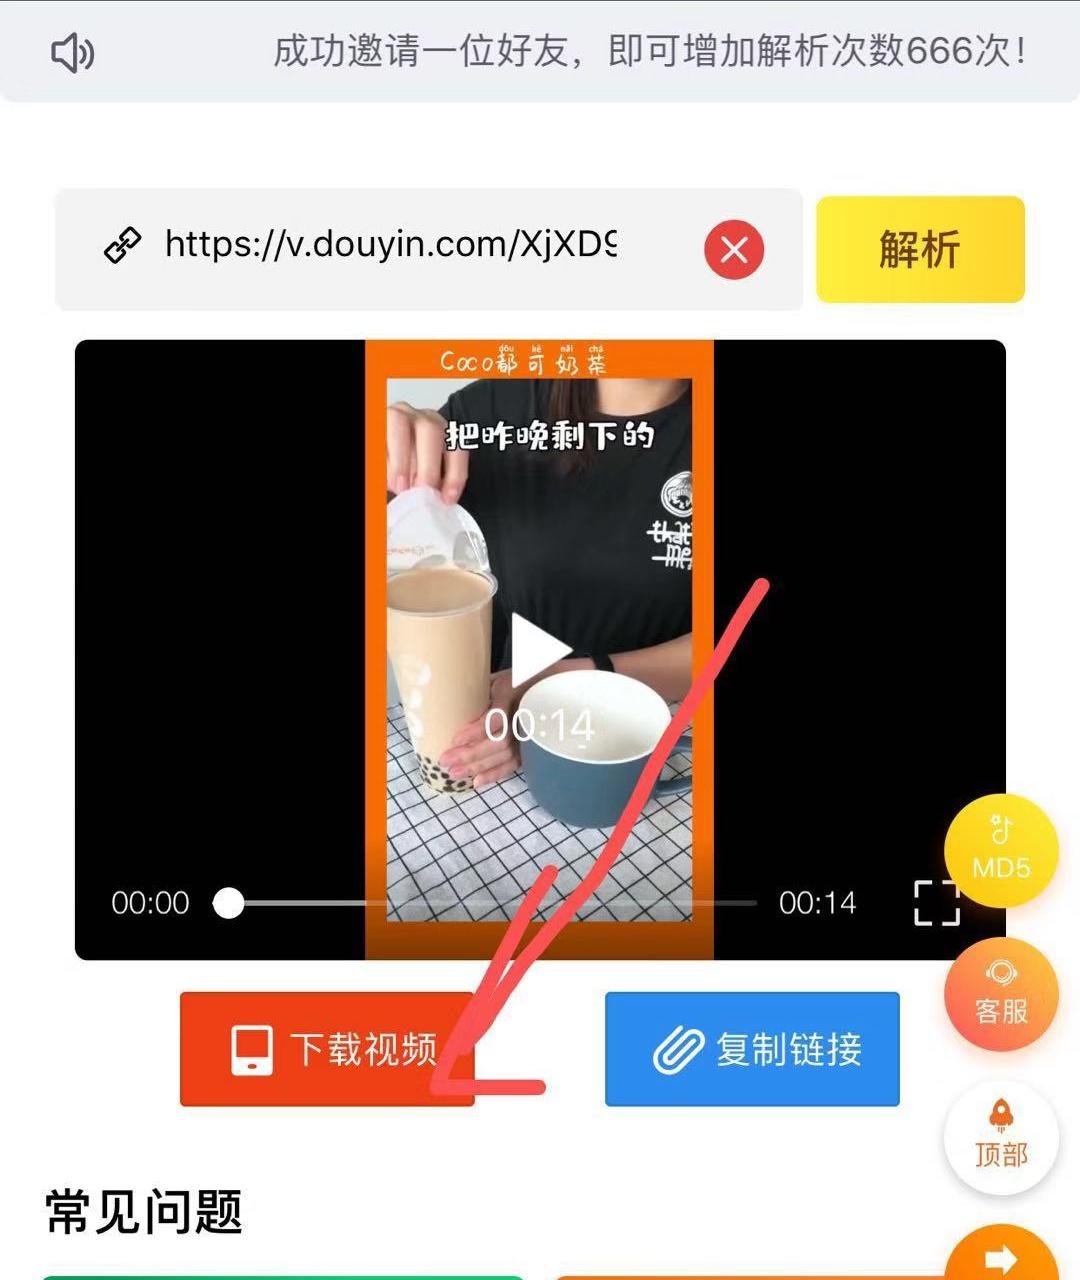 成功邀请一位好友，即可增加解析次数666次！
https://v.douyin.com/XjXD9
解析
dōu kě nǎi chá
Coco都可奶茶
把昨晚剩下的
00:14
00:00
00:14
MD5
客服
下载视频
复制链接
顶部
常见问题